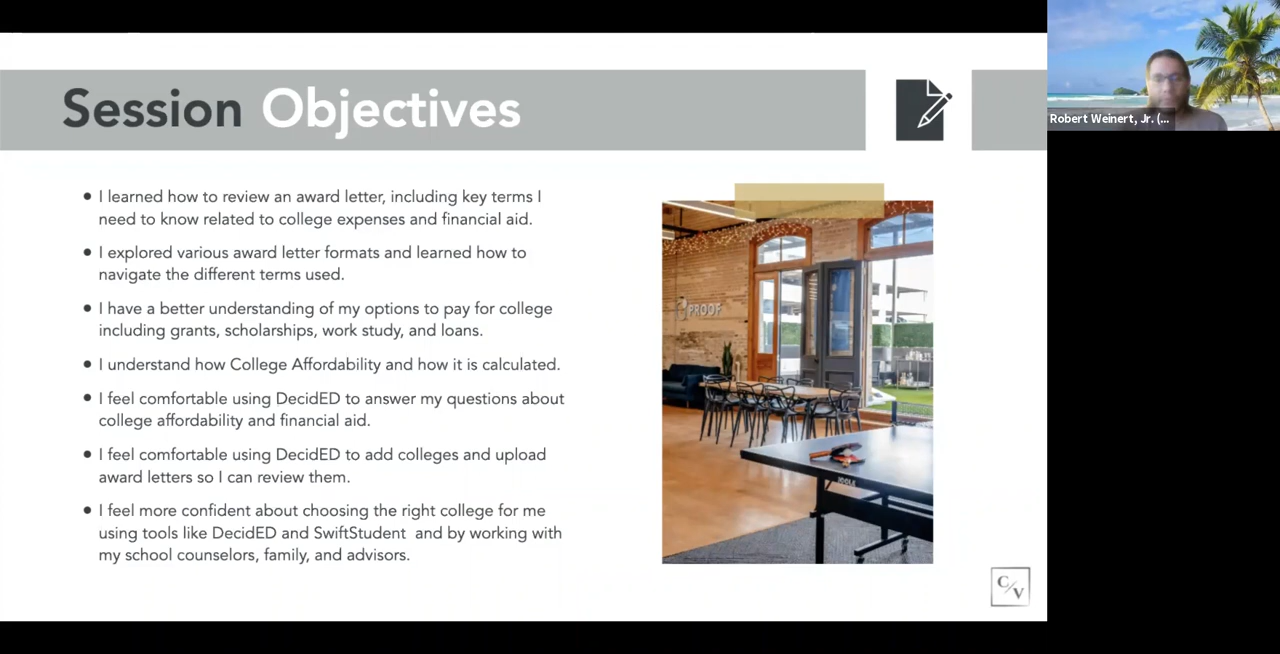 Session Objectives
Robert Weinert, Jr. (...
• I learned how to review an award letter, including key terms I
need to know related to college expenses and financial aid.
• I explored various award letter formats and learned how to
navigate the different terms used.
• I have a better understanding of my options to pay for college
including grants, scholarships, work study, and loans.
• I understand how College Affordability and how it is calculated.
• I feel comfortable using DecidED to answer my questions about
college affordability and financial aid.
• I feel comfortable using DecidED to add colleges and upload
award letters so I can review them.
• I feel more confident about choosing the right college for me
using tools like DecidED and SwiftStudent and by working with
my school counselors, family, and advisors.
PROOF
JOOLA
C/V